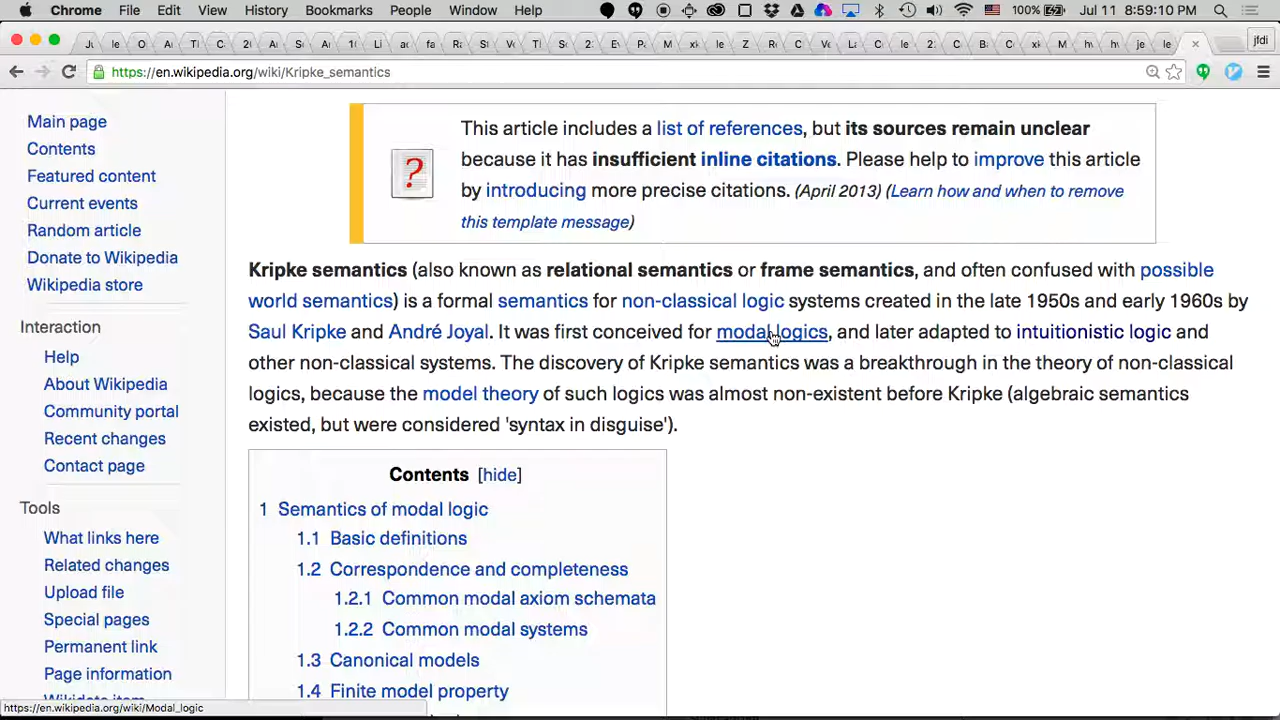 Chrome File Edit View History Bookmarks People Window Help 100% Jul 11 8:59:10 PM
jfdi
https://en.wikipedia.org/wiki/Kripke_semantics
Main page
Contents
Featured content
Current events
Random article
Donate to Wikipedia
Wikipedia store
Interaction
Help
About Wikipedia
Community portal
Recent changes
Contact page
Tools
What links here
Related changes
Upload file
Special pages
Permanent link
Page information
Wikidata item
This article includes a list of references, but its sources remain unclear
because it has insufficient inline citations. Please help to improve this article
by introducing more precise citations. (April 2013) (Learn how and when to remove
this template message)
Kripke semantics (also known as relational semantics or frame semantics, and often confused with possible
world semantics) is a formal semantics for non-classical logic systems created in the late 1950s and early 1960s by
Saul Kripke and André Joyal. It was first conceived for modal logics, and later adapted to intuitionistic logic and
other non-classical systems. The discovery of Kripke semantics was a breakthrough in the theory of non-classical
logics, because the model theory of such logics was almost non-existent before Kripke (algebraic semantics
existed, but were considered 'syntax in disguise').
Contents [hide]
1 Semantics of modal logic
1.1 Basic definitions
1.2 Correspondence and completeness
1.2.1 Common modal axiom schemata
1.2.2 Common modal systems
1.3 Canonical models
1.4 Finite model property
https://en.wikipedia.org/wiki/Modal_logic